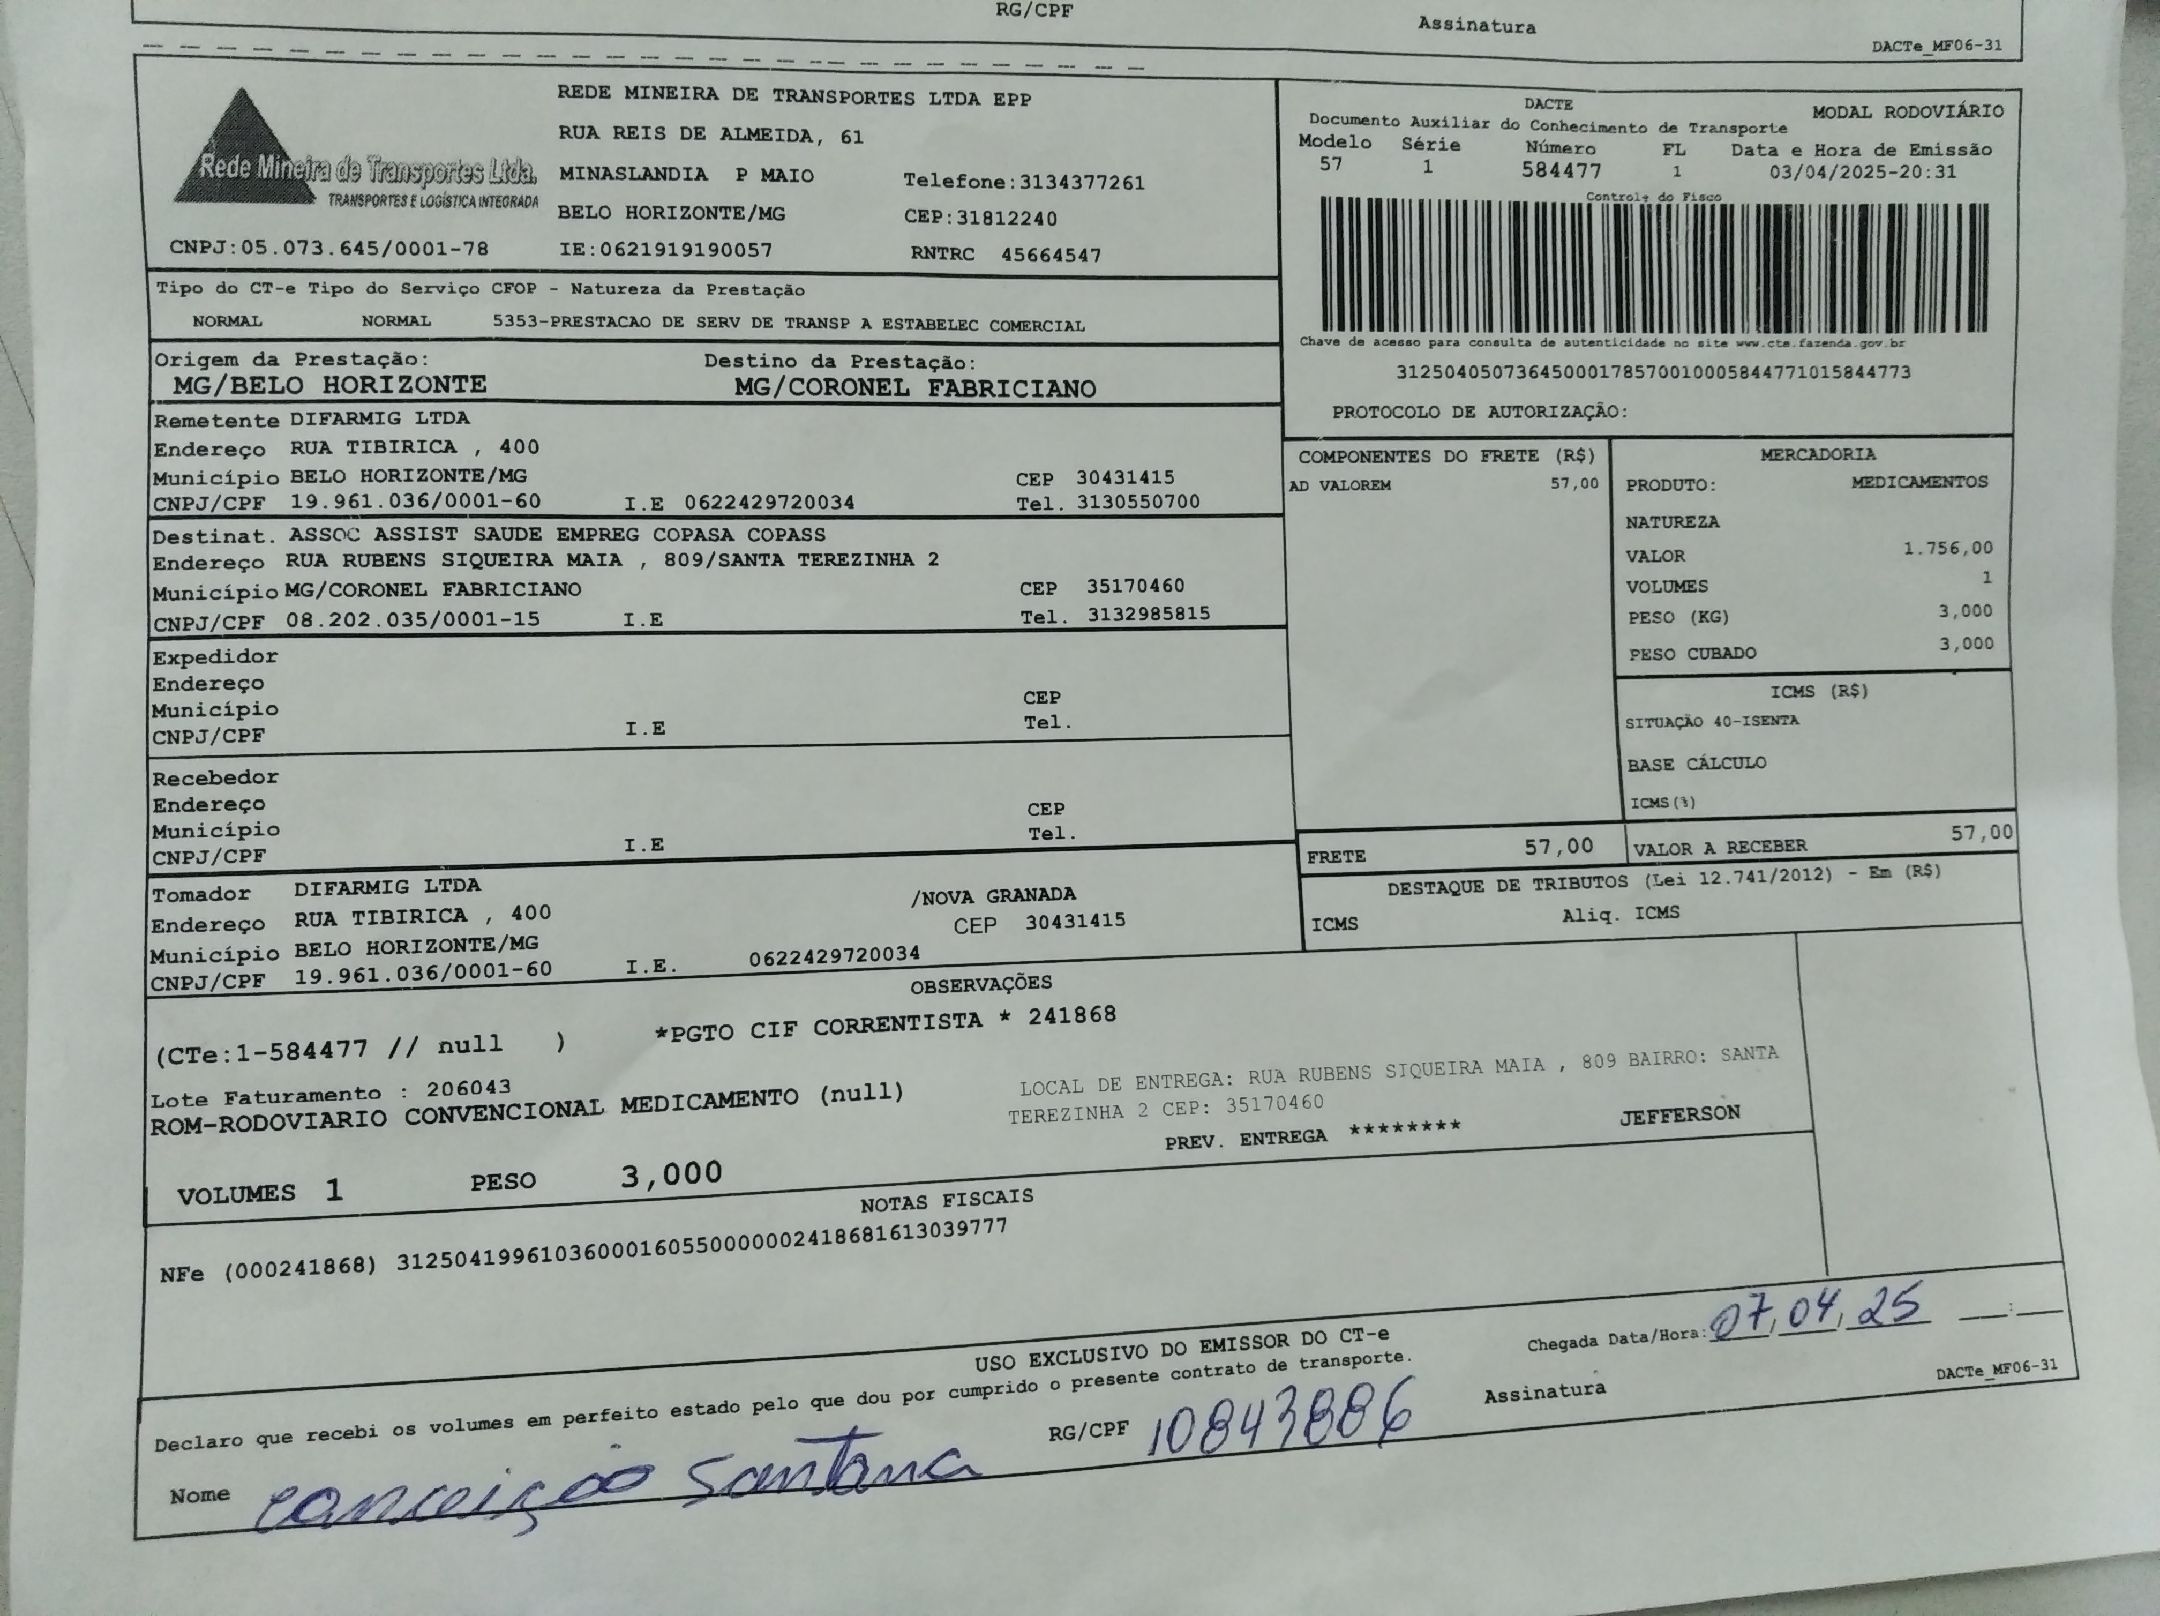 RG/CPF
Assinatura
DACTe_MF06-31
Rede Mineira de Transportes Ltda.
TRANSPORTES E LOGÍSTICA INTEGRADA
CNPJ:05.073.645/0001-78
REDE MINEIRA DE TRANSPORTES LTDA EPP
RUA REIS DE ALMEIDA, 61
MINASLANDIA P MAIO Telefone:3134377261
BELO HORIZONTE/MG CEP:31812240
IE:0621919190057 RNTRC 45664547
DACTE MODAL RODOVIÁRIO
Documento Auxiliar do Conhecimento de Transporte
Modelo Série Número FL Data e Hora de Emissão
57 1 584477 1 03/04/2025-20:31
Controle do Fisco
Chave de acesso para consulta de autenticidade no site www.cte.fazenda.gov.br
31250405073645000178570010005844771015844773
PROTOCOLO DE AUTORIZAÇÃO:
Tipo do CT-e Tipo do Serviço CFOP - Natureza da Prestação
NORMAL NORMAL 5353-PRESTACAO DE SERV DE TRANSP A ESTABELEC COMERCIAL
Origem da Prestação: Destino da Prestação:
MG/BELO HORIZONTE MG/CORONEL FABRICIANO
Remetente DIFARMIG LTDA
Endereço RUA TIBIRICA , 400
Município BELO HORIZONTE/MG CEP 30431415
CNPJ/CPF 19.961.036/0001-60 I.E 0622429720034 Tel. 3130550700
Destinat. ASSOC ASSIST SAUDE EMPREG COPASA COPASS
Endereço RUA RUBENS SIQUEIRA MAIA , 809/SANTA TEREZINHA 2
Município MG/CORONEL FABRICIANO CEP 35170460
CNPJ/CPF 08.202.035/0001-15 I.E Tel. 3132985815
Expedidor
Endereço
Município CEP
CNPJ/CPF I.E Tel.
Recebedor
Endereço
Município CEP
CNPJ/CPF I.E Tel.
Tomador DIFARMIG LTDA
Endereço RUA TIBIRICA , 400 /NOVA GRANADA
Município BELO HORIZONTE/MG CEP 30431415
CNPJ/CPF 19.961.036/0001-60 I.E. 0622429720034
COMPONENTES DO FRETE (R$)
AD VALOREM 57,00
MERCADORIA
PRODUTO: MEDICAMENTOS
NATUREZA
VALOR 1.756,00
VOLUMES 1
PESO (KG) 3,000
PESO CUBADO 3,000
ICMS (R$)
SITUAÇÃO 40-ISENTA
BASE CÁLCULO
ICMS(%)
FRETE 57,00 VALOR A RECEBER 57,00
DESTAQUE DE TRIBUTOS (Lei 12.741/2012) - Em (R$)
ICMS Aliq. ICMS
OBSERVAÇÕES
(CTe:1-584477 // null ) *PGTO CIF CORRENTISTA * 241868
Lote Faturamento : 206043
ROM-RODOVIARIO CONVENCIONAL MEDICAMENTO (null)
LOCAL DE ENTREGA: RUA RUBENS SIQUEIRA MAIA , 809 BAIRRO: SANTA
TEREZINHA 2 CEP: 35170460
PREV. ENTREGA ******** JEFFERSON
VOLUMES 1 PESO 3,000
NOTAS FISCAIS
NFe (000241868) 31250419961036000160550000002418681613039777
USO EXCLUSIVO DO EMISSOR DO CT-e
Chegada Data/Hora: 07/04/25 __:__
Declaro que recebi os volumes em perfeito estado pelo que dou por cumprido o presente contrato de transporte.
Nome conceição Santana RG/CPF 10843886 Assinatura
DACTe_MF06-31